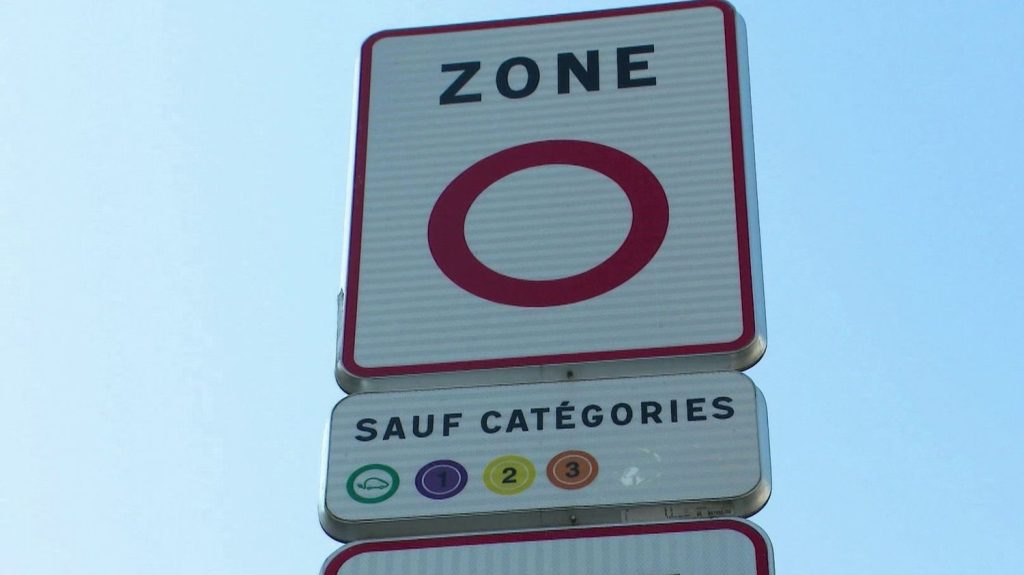 ZONE
SAUF CATÉGORIES
1 2 3